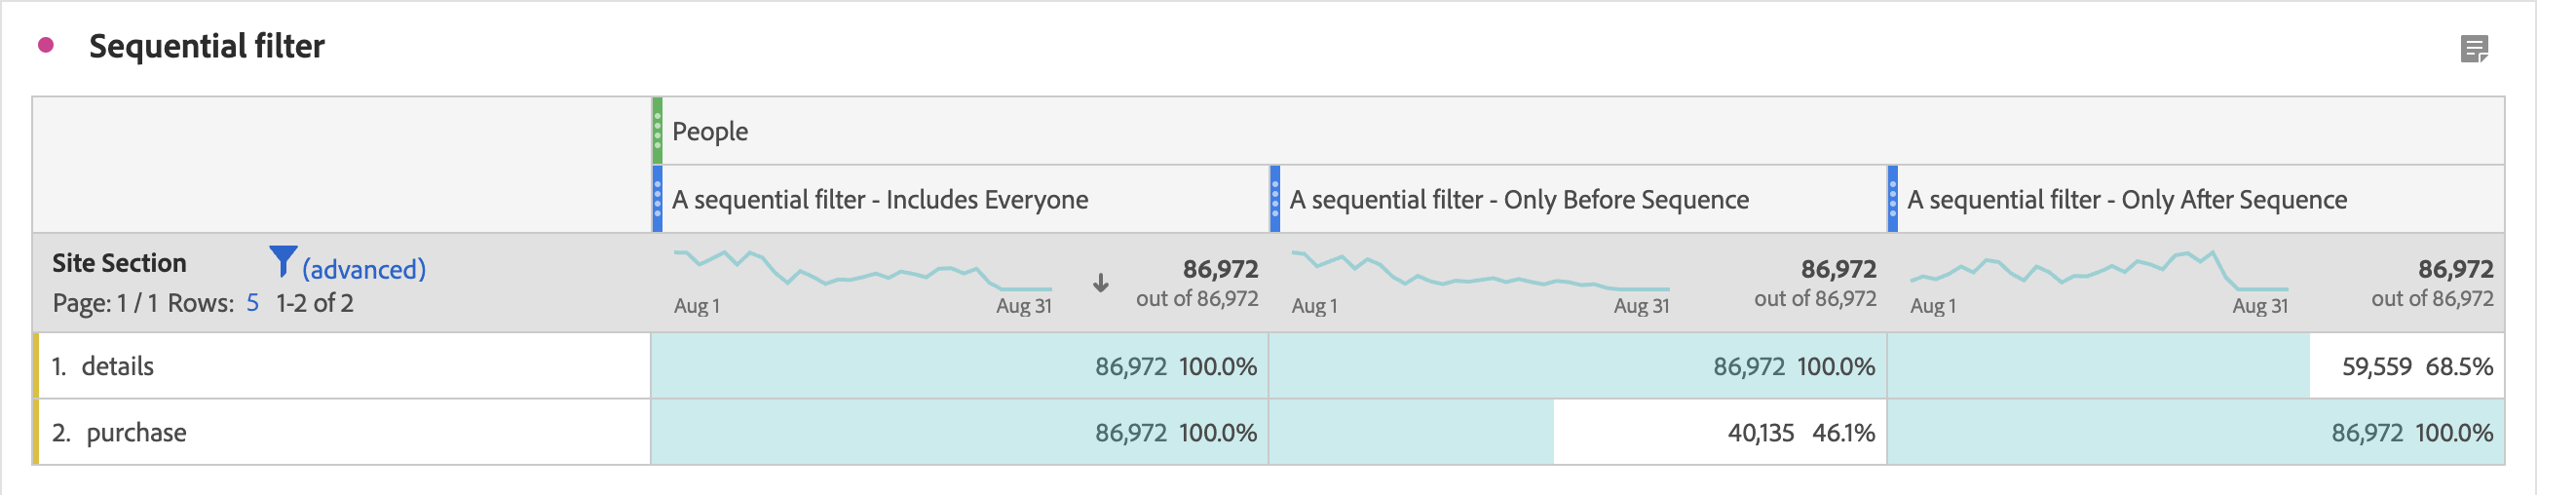 Sequential filter
People
A sequential filter - Includes Everyone
A sequential filter - Only Before Sequence
A sequential filter - Only After Sequence
Site Section (advanced)
Page: 1 / 1 Rows: 5 1-2 of 2
Aug 1 Aug 31
86,972
out of 86,972
Aug 1 Aug 31
86,972
out of 86,972
Aug 1 Aug 31
86,972
out of 86,972
1. details 86,972 100.0% 86,972 100.0% 59,559 68.5%
2. purchase 86,972 100.0% 40,135 46.1% 86,972 100.0%